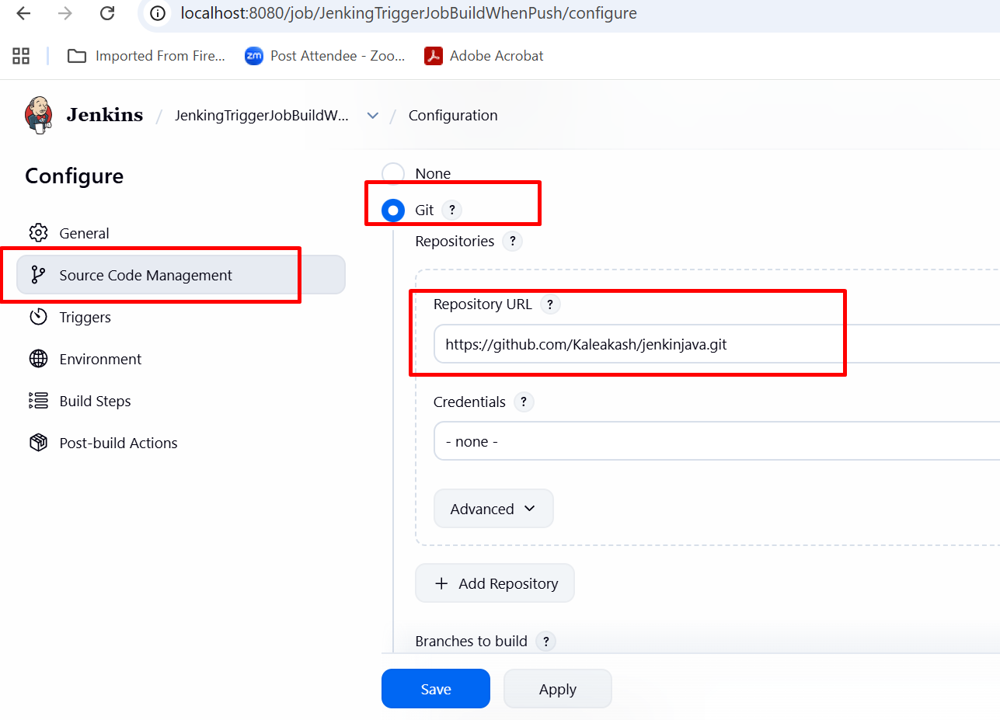 localhost:8080/job/JenkingTriggerJobBuildWhenPush/configure
Imported From Fire... zm Post Attendee - Zoo... Adobe Acrobat
Jenkins / JenkingTriggerJobBuildW... / Configuration
Configure
General
Source Code Management
Triggers
Environment
Build Steps
Post-build Actions
None
Git ?
Repositories ?
Repository URL ?
https://github.com/Kaleakash/jenkinjava.git
Credentials ?
- none -
Advanced
+ Add Repository
Branches to build ?
Save Apply